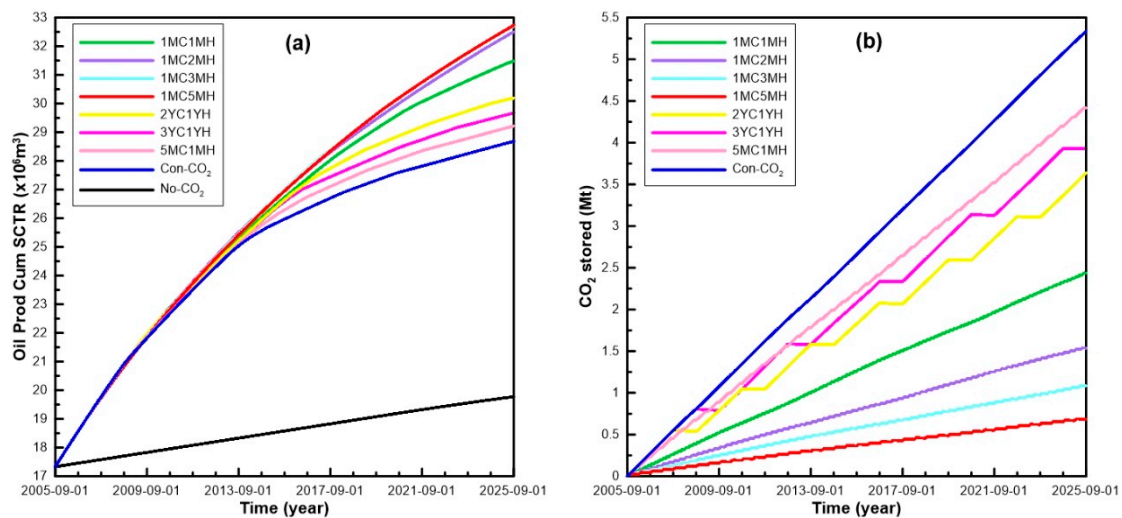 (a)
Oil Prod Cum SCTR (x10⁶m³)
33
32
31
30
29
28
27
26
25
24
23
22
21
20
19
18
17
1MC1MH
1MC2MH
1MC3MH
1MC5MH
2YC1YH
3YC1YH
5MC1MH
Con-CO₂
No-CO₂
2005-09-01 2009-09-01 2013-09-01 2017-09-01 2021-09-01 2025-09-01
Time (year)
(b)
CO₂ stored (Mt)
5.5
5
4.5
4
3.5
3
2.5
2
1.5
1
0.5
0
1MC1MH
1MC2MH
1MC3MH
1MC5MH
2YC1YH
3YC1YH
5MC1MH
Con-CO₂
2005-09-01 2009-09-01 2013-09-01 2017-09-01 2021-09-01 2025-09-01
Time (year)